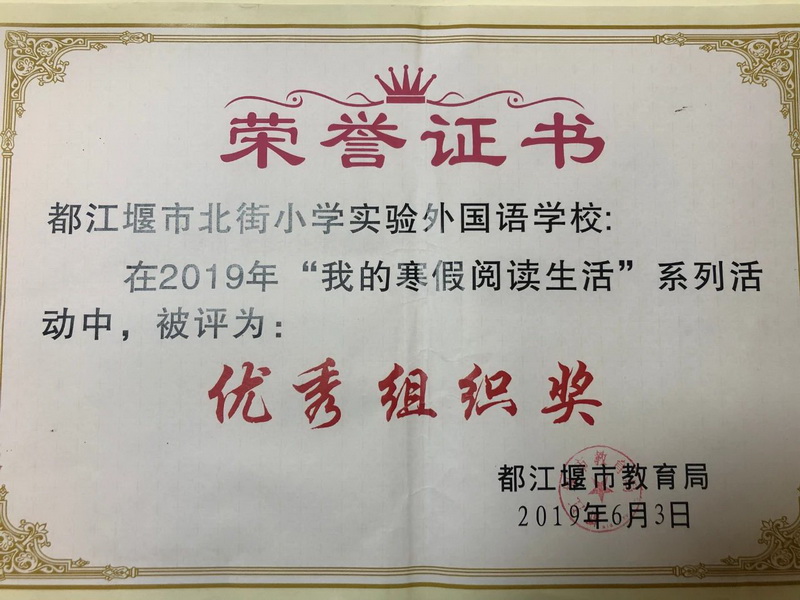 荣誉证书
都江堰市北街小学实验外国语学校:
在2019年“我的寒假阅读生活”系列活
动中，被评为：
优秀组织奖
都江堰市教育局
2019年6月3日